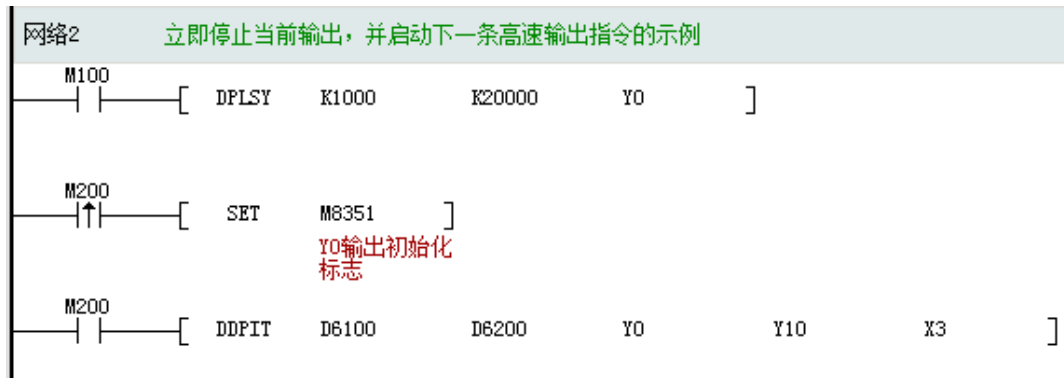 网络2 立即停止当前输出，并启动下一条高速输出指令的示例
M100
DPLSY K1000 K20000 Y0
M200
SET M8351
Y0输出初始化
标志
M200
DDPIT D6100 D6200 Y0 Y10 X3